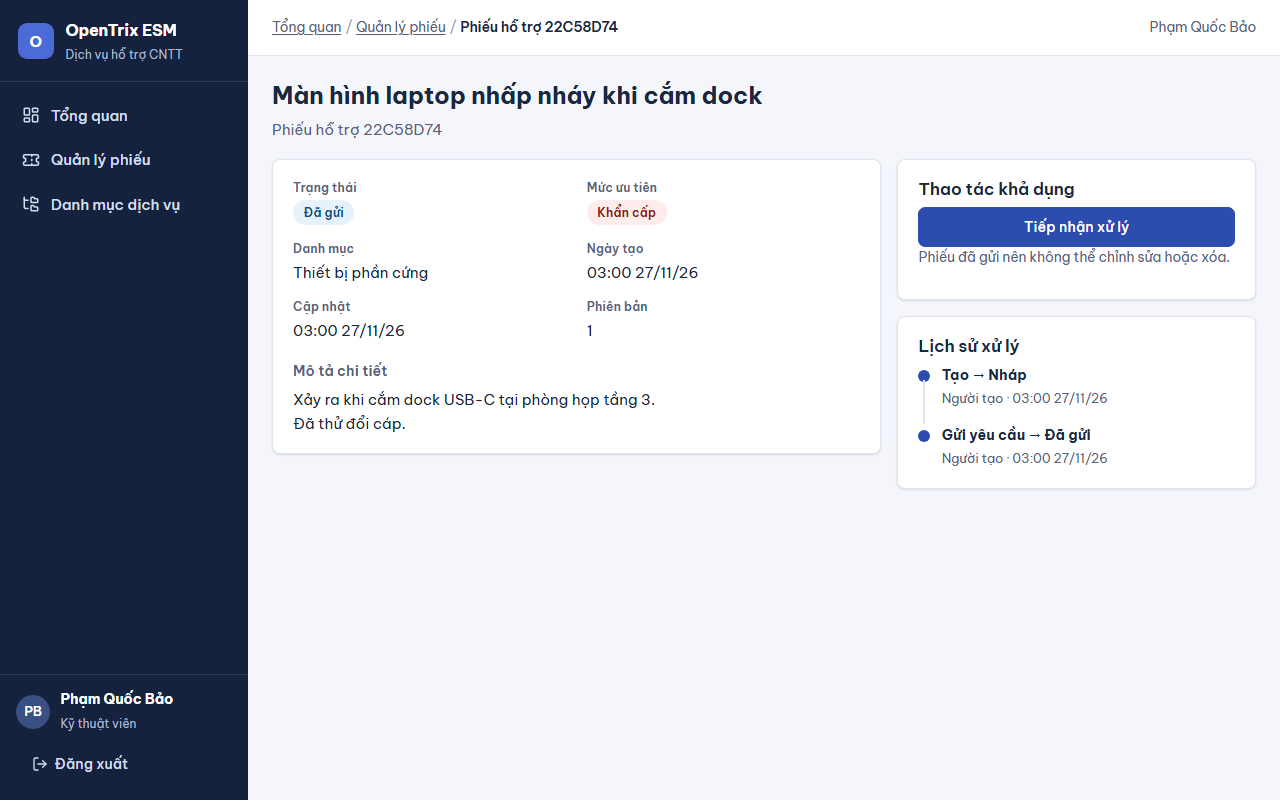 O
OpenTrix ESM
Dịch vụ hỗ trợ CNTT
Tổng quan
Quản lý phiếu
Danh mục dịch vụ
PB
Phạm Quốc Bảo
Kỹ thuật viên
Đăng xuất
Tổng quan / Quản lý phiếu / Phiếu hỗ trợ 22C58D74
Phạm Quốc Bảo
Màn hình laptop nhấp nháy khi cắm dock
Phiếu hỗ trợ 22C58D74
Trạng thái
Đã gửi
Mức ưu tiên
Khẩn cấp
Danh mục
Thiết bị phần cứng
Ngày tạo
03:00 27/11/26
Cập nhật
03:00 27/11/26
Phiên bản
1
Mô tả chi tiết
Xảy ra khi cắm dock USB-C tại phòng họp tầng 3.
Đã thử đổi cáp.
Thao tác khả dụng
Tiếp nhận xử lý
Phiếu đã gửi nên không thể chỉnh sửa hoặc xóa.
Lịch sử xử lý
Tạo → Nháp
Người tạo · 03:00 27/11/26
Gửi yêu cầu → Đã gửi
Người tạo · 03:00 27/11/26